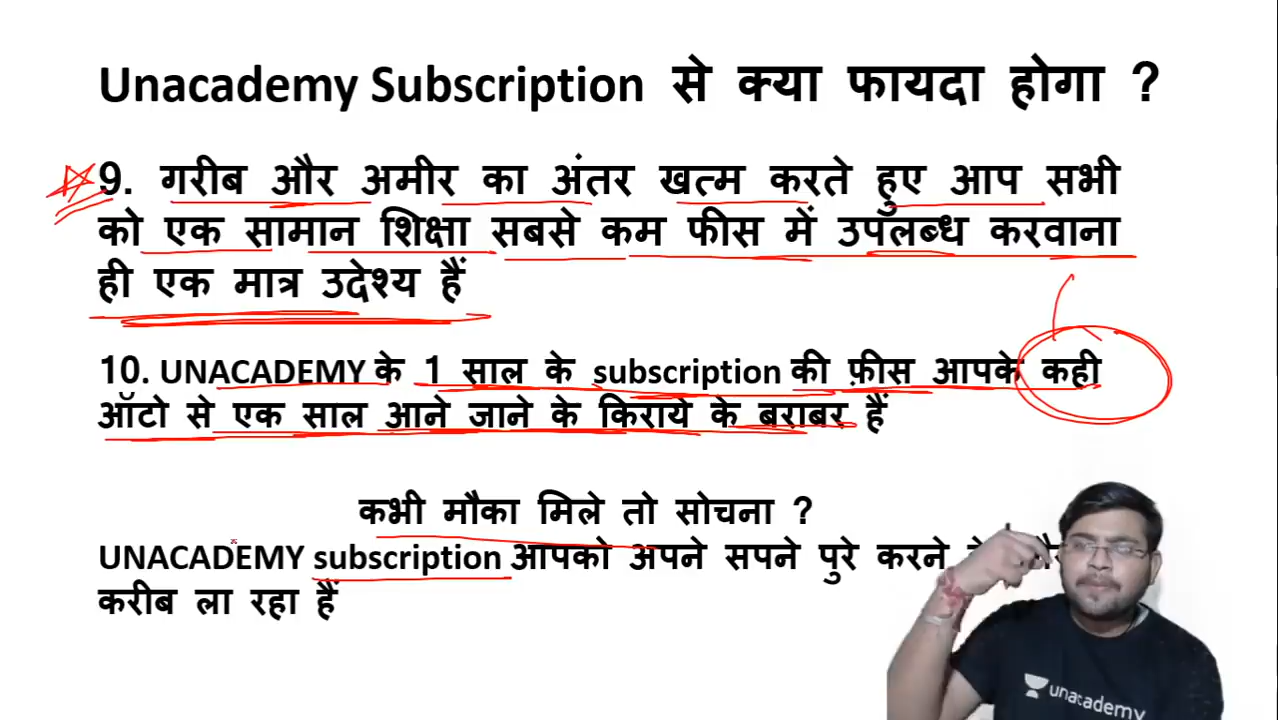 Unacademy Subscription से क्या फायदा होगा ?
9. गरीब और अमीर का अंतर खत्म करते हुए आप सभी
को एक सामान शिक्षा सबसे कम फीस में उपलब्ध करवाना
ही एक मात्र उदेश्य हैं
10. UNACADEMY के 1 साल के subscription की फ़ीस आपके कही
ऑटो से एक साल आने जाने के किराये के बराबर हैं
कभी मौका मिले तो सोचना ?
UNACADEMY subscription आपको अपने सपने पुरे करने
करीब ला रहा हैं
unacademy